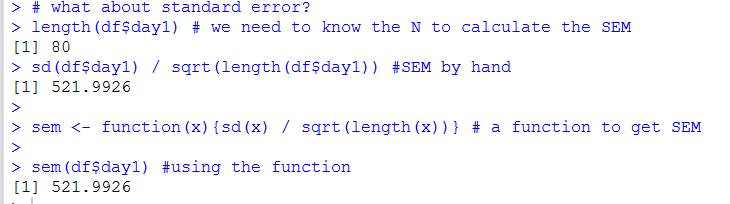 > # what about standard error?
> length(df$day1) # we need to know the N to calculate the SEM
[1] 80
> sd(df$day1) / sqrt(length(df$day1)) #SEM by hand
[1] 521.9926
>
> sem <- function(x){sd(x) / sqrt(length(x))} # a function to get SEM
>
> sem(df$day1) #using the function
[1] 521.9926